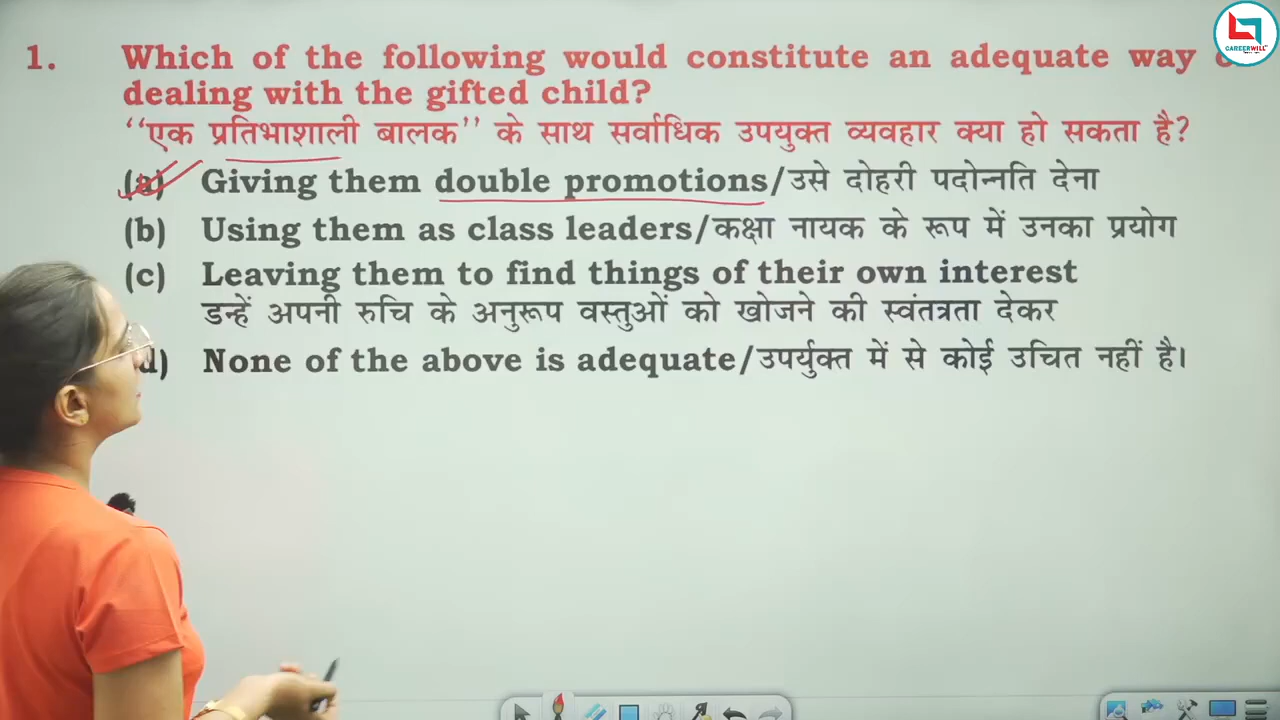 CAREERWILL
1. Which of the following would constitute an adequate way
dealing with the gifted child?
‘‘एक प्रतिभाशाली बालक’’ के साथ सर्वाधिक उपयुक्त व्यवहार क्या हो सकता है?
(a) Giving them double promotions/उसे दोहरी पदोन्नति देना
(b) Using them as class leaders/कक्षा नायक के रूप में उनका प्रयोग
(c) Leaving them to find things of their own interest
डन्हें अपनी रुचि के अनुरूप वस्तुओं को खोजने की स्वंतत्रता देकर
d) None of the above is adequate/उपर्युक्त में से कोई उचित नहीं है।